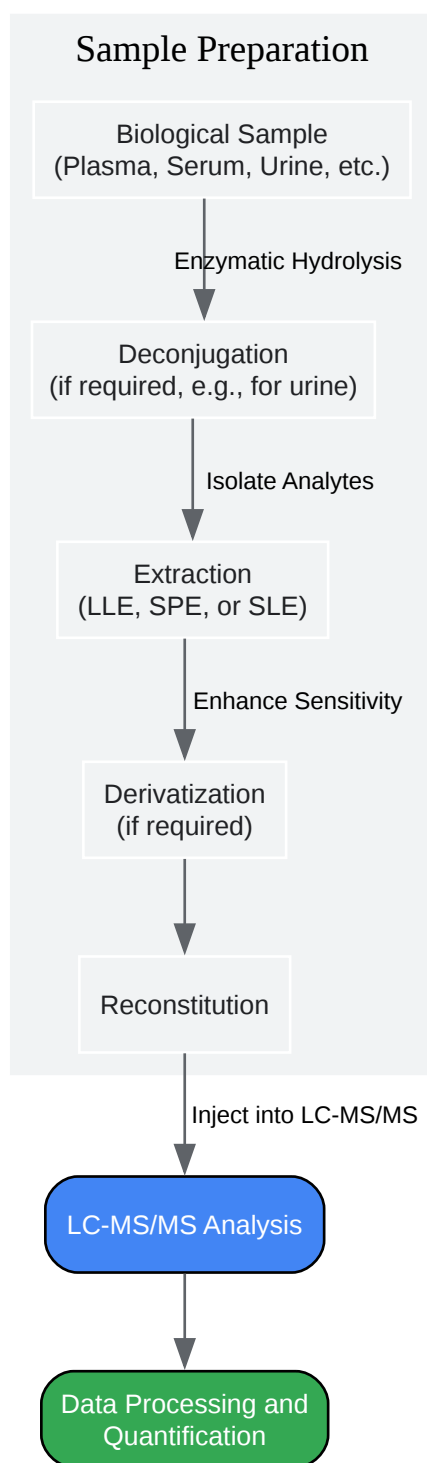 Sample Preparation
Biological Sample
(Plasma, Serum, Urine, etc.)
Enzymatic Hydrolysis
Deconjugation
(if required, e.g., for urine)
Isolate Analytes
Extraction
(LLE, SPE, or SLE)
Enhance Sensitivity
Derivatization
(if required)
Reconstitution
Inject into LC-MS/MS
LC-MS/MS Analysis
Data Processing and
Quantification